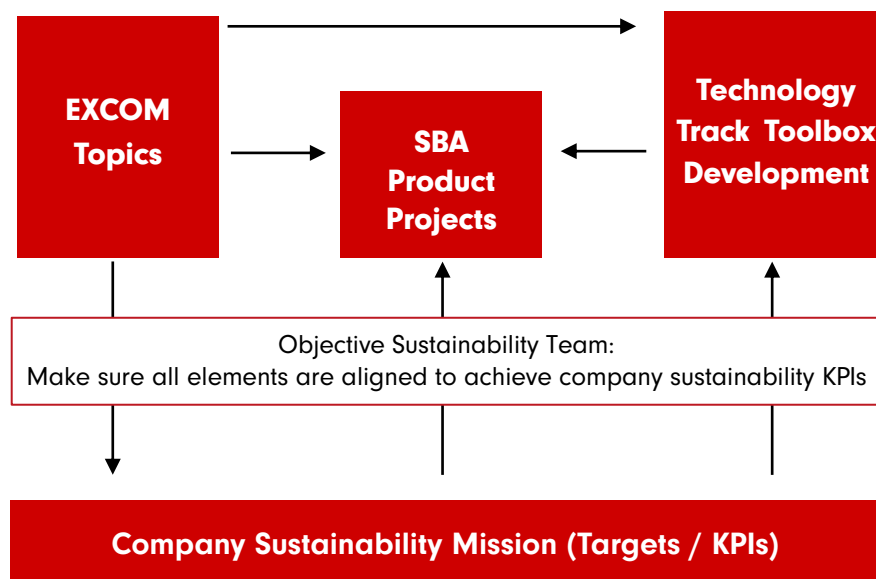 EXCOM
Topics
SBA
Product
Projects
Technology
Track Toolbox
Development
Objective Sustainability Team:
Make sure all elements are aligned to achieve company sustainability KPIs
Company Sustainability Mission (Targets / KPIs)